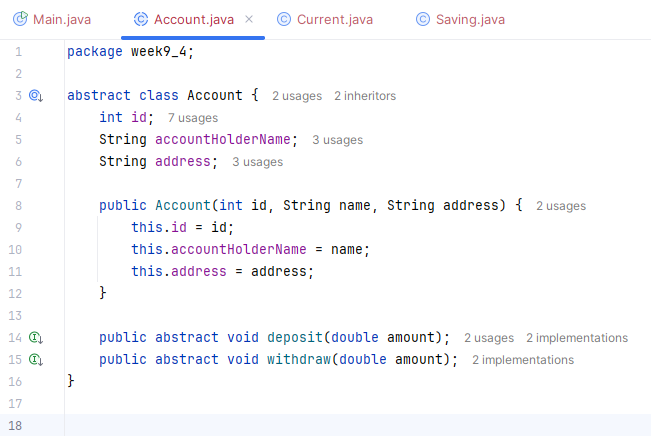 Main.java Account.java Current.java Saving.java
1 package week9_4;
2
3 abstract class Account { 2 usages 2 inheritors
4 int id; 7 usages
5 String accountHolderName; 3 usages
6 String address; 3 usages
7
8 public Account(int id, String name, String address) { 2 usages
9 this.id = id;
10 this.accountHolderName = name;
11 this.address = address;
12 }
13
14 public abstract void deposit(double amount); 2 usages 2 implementations
15 public abstract void withdraw(double amount); 2 implementations
16 }
17
18